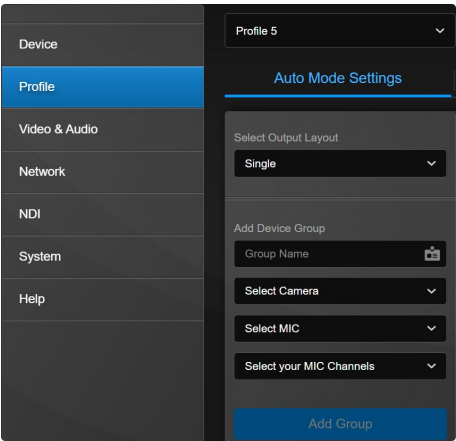 Device
Profile
Video & Audio
Network
NDI
System
Help
Profile 5
Auto Mode Settings
Select Output Layout
Single
Add Device Group
Group Name
Select Camera
Select MIC
Select your MIC Channels
Add Group